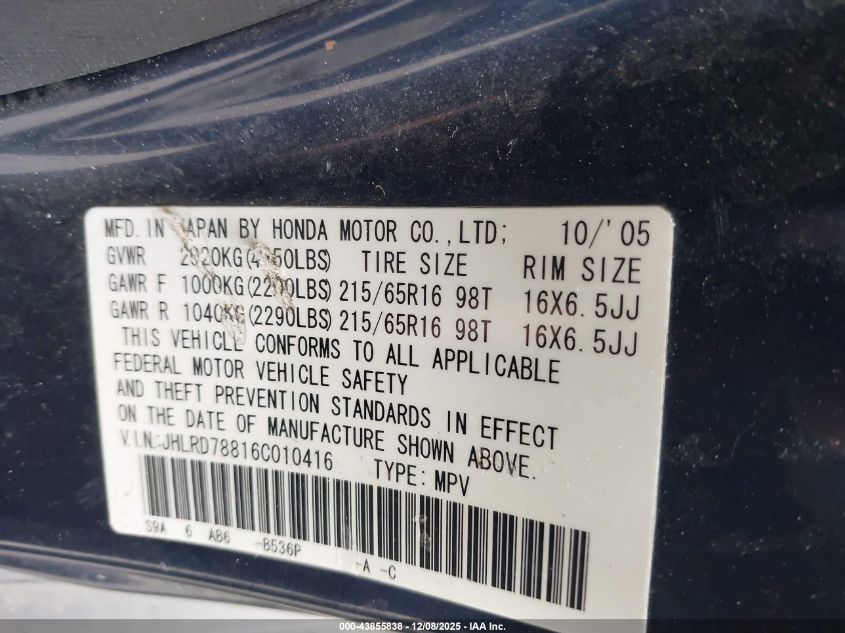 MFD. IN JAPAN BY HONDA MOTOR CO.,LTD; 10/'05
GVWR (4450LBS) TIRE SIZE RIM SIZE
GAWR F 1000KG(2200LBS) 215/65R16 98T 16X6.5JJ
GAWR R 1040KG(2290LBS) 215/65R16 98T 16X6.5JJ
THIS VEHICLE CONFORMS TO ALL APPLICABLE
FEDERAL MOTOR VEHICLE SAFETY
AND THEFT PREVENTION STANDARDS IN EFFECT
ON THE DATE OF MANUFACTURE SHOWN ABOVE.
V.I.N.:JHLRD78816C010416 TYPE: MPV
S9A 6 AB6 -B536P -A -C
000-43855838 - 12/08/2025 - IAA Inc.